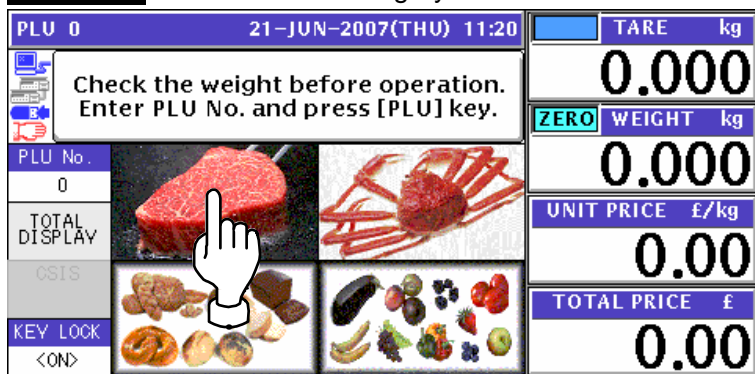 PLU 0 21-JUN-2007(THU) 11:20
Check the weight before operation.
Enter PLU No. and press [PLU] key.
PLU No.
0
TOTAL
DISPLAY
CSIS
KEY LOCK
<ON>
TARE kg
0.000
ZERO WEIGHT kg
0.000
UNIT PRICE £/kg
0.00
TOTAL PRICE £
0.00